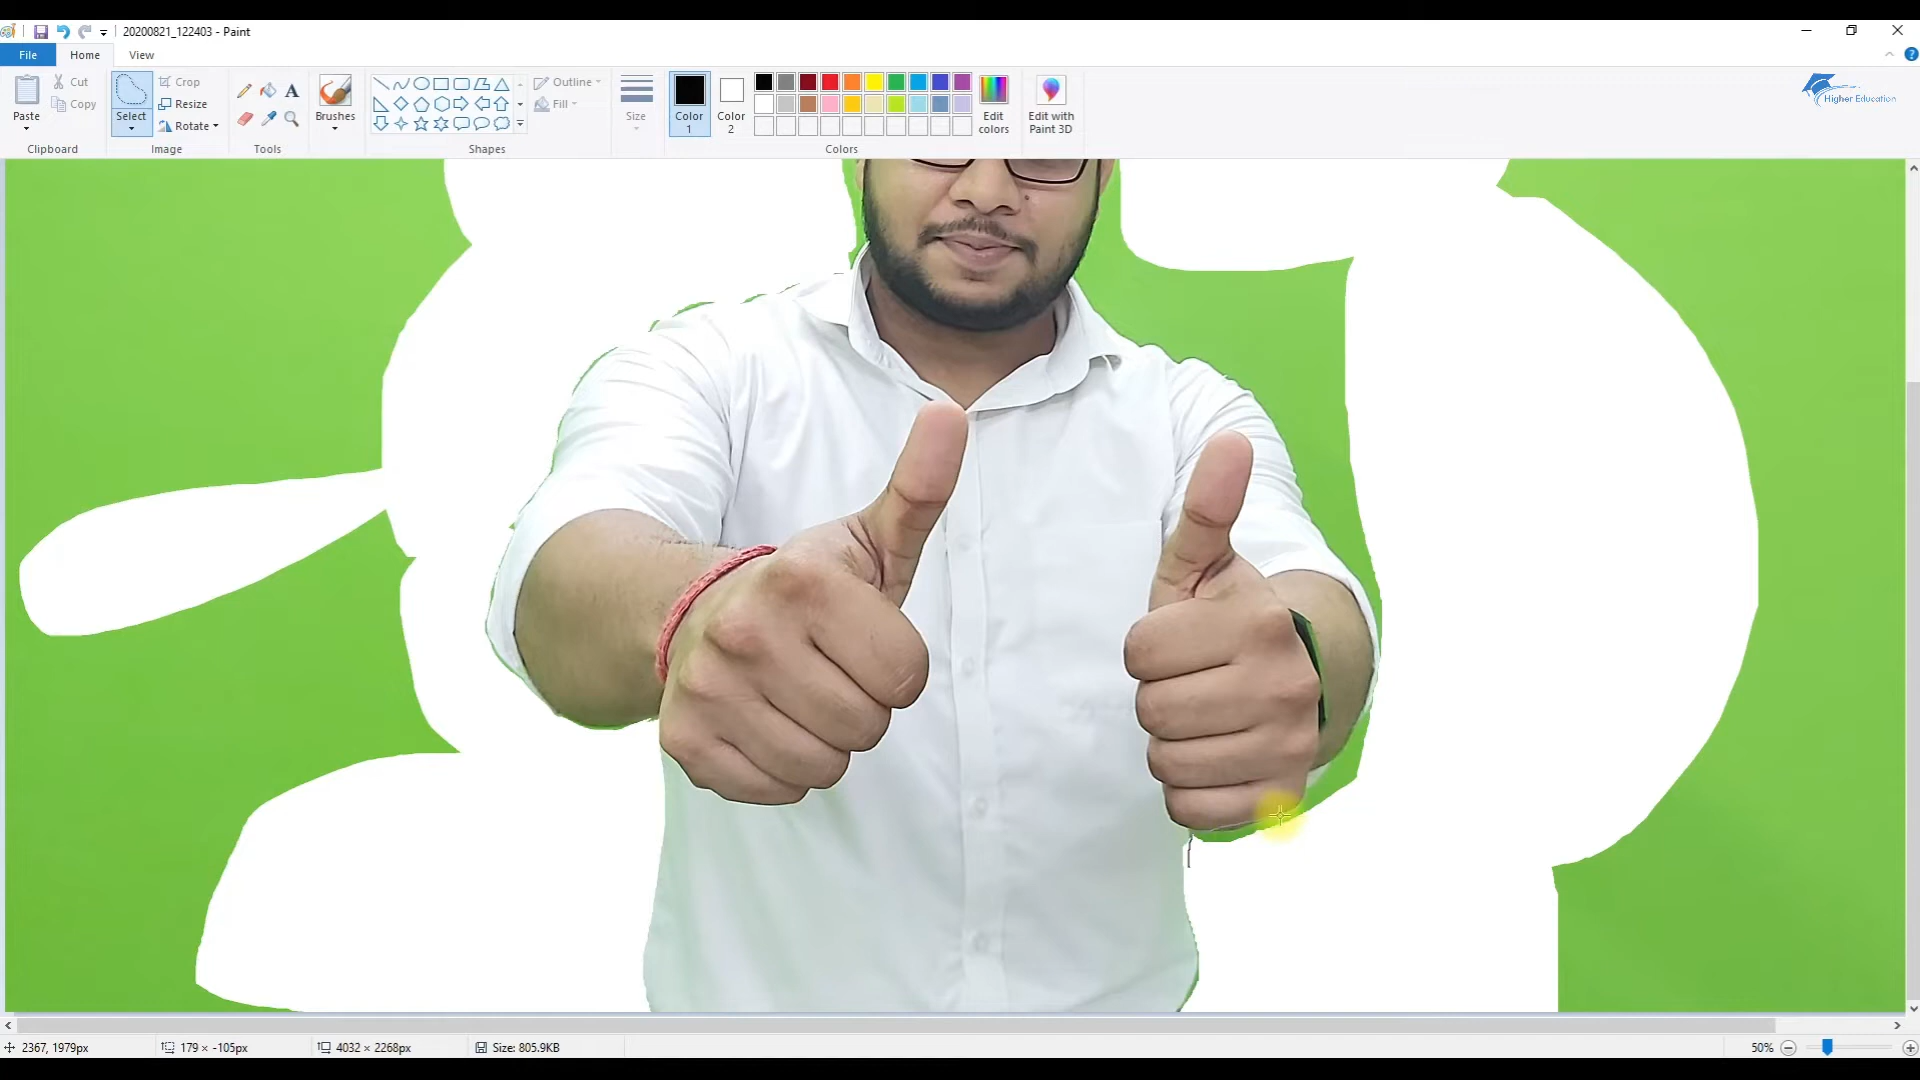 20200821_122403 - Paint
File Home View
Paste
Cut
Copy
Clipboard
Select
Crop
Resize
Rotate
Image
A
Tools
Brushes
Outline
Fill
Shapes
Size
Color 1
Color 2
Colors
Edit colors
Edit with Paint 3D
Higher Education
2367, 1979px
179 × -105px
4032 × 2268px
Size: 805.9KB
50%